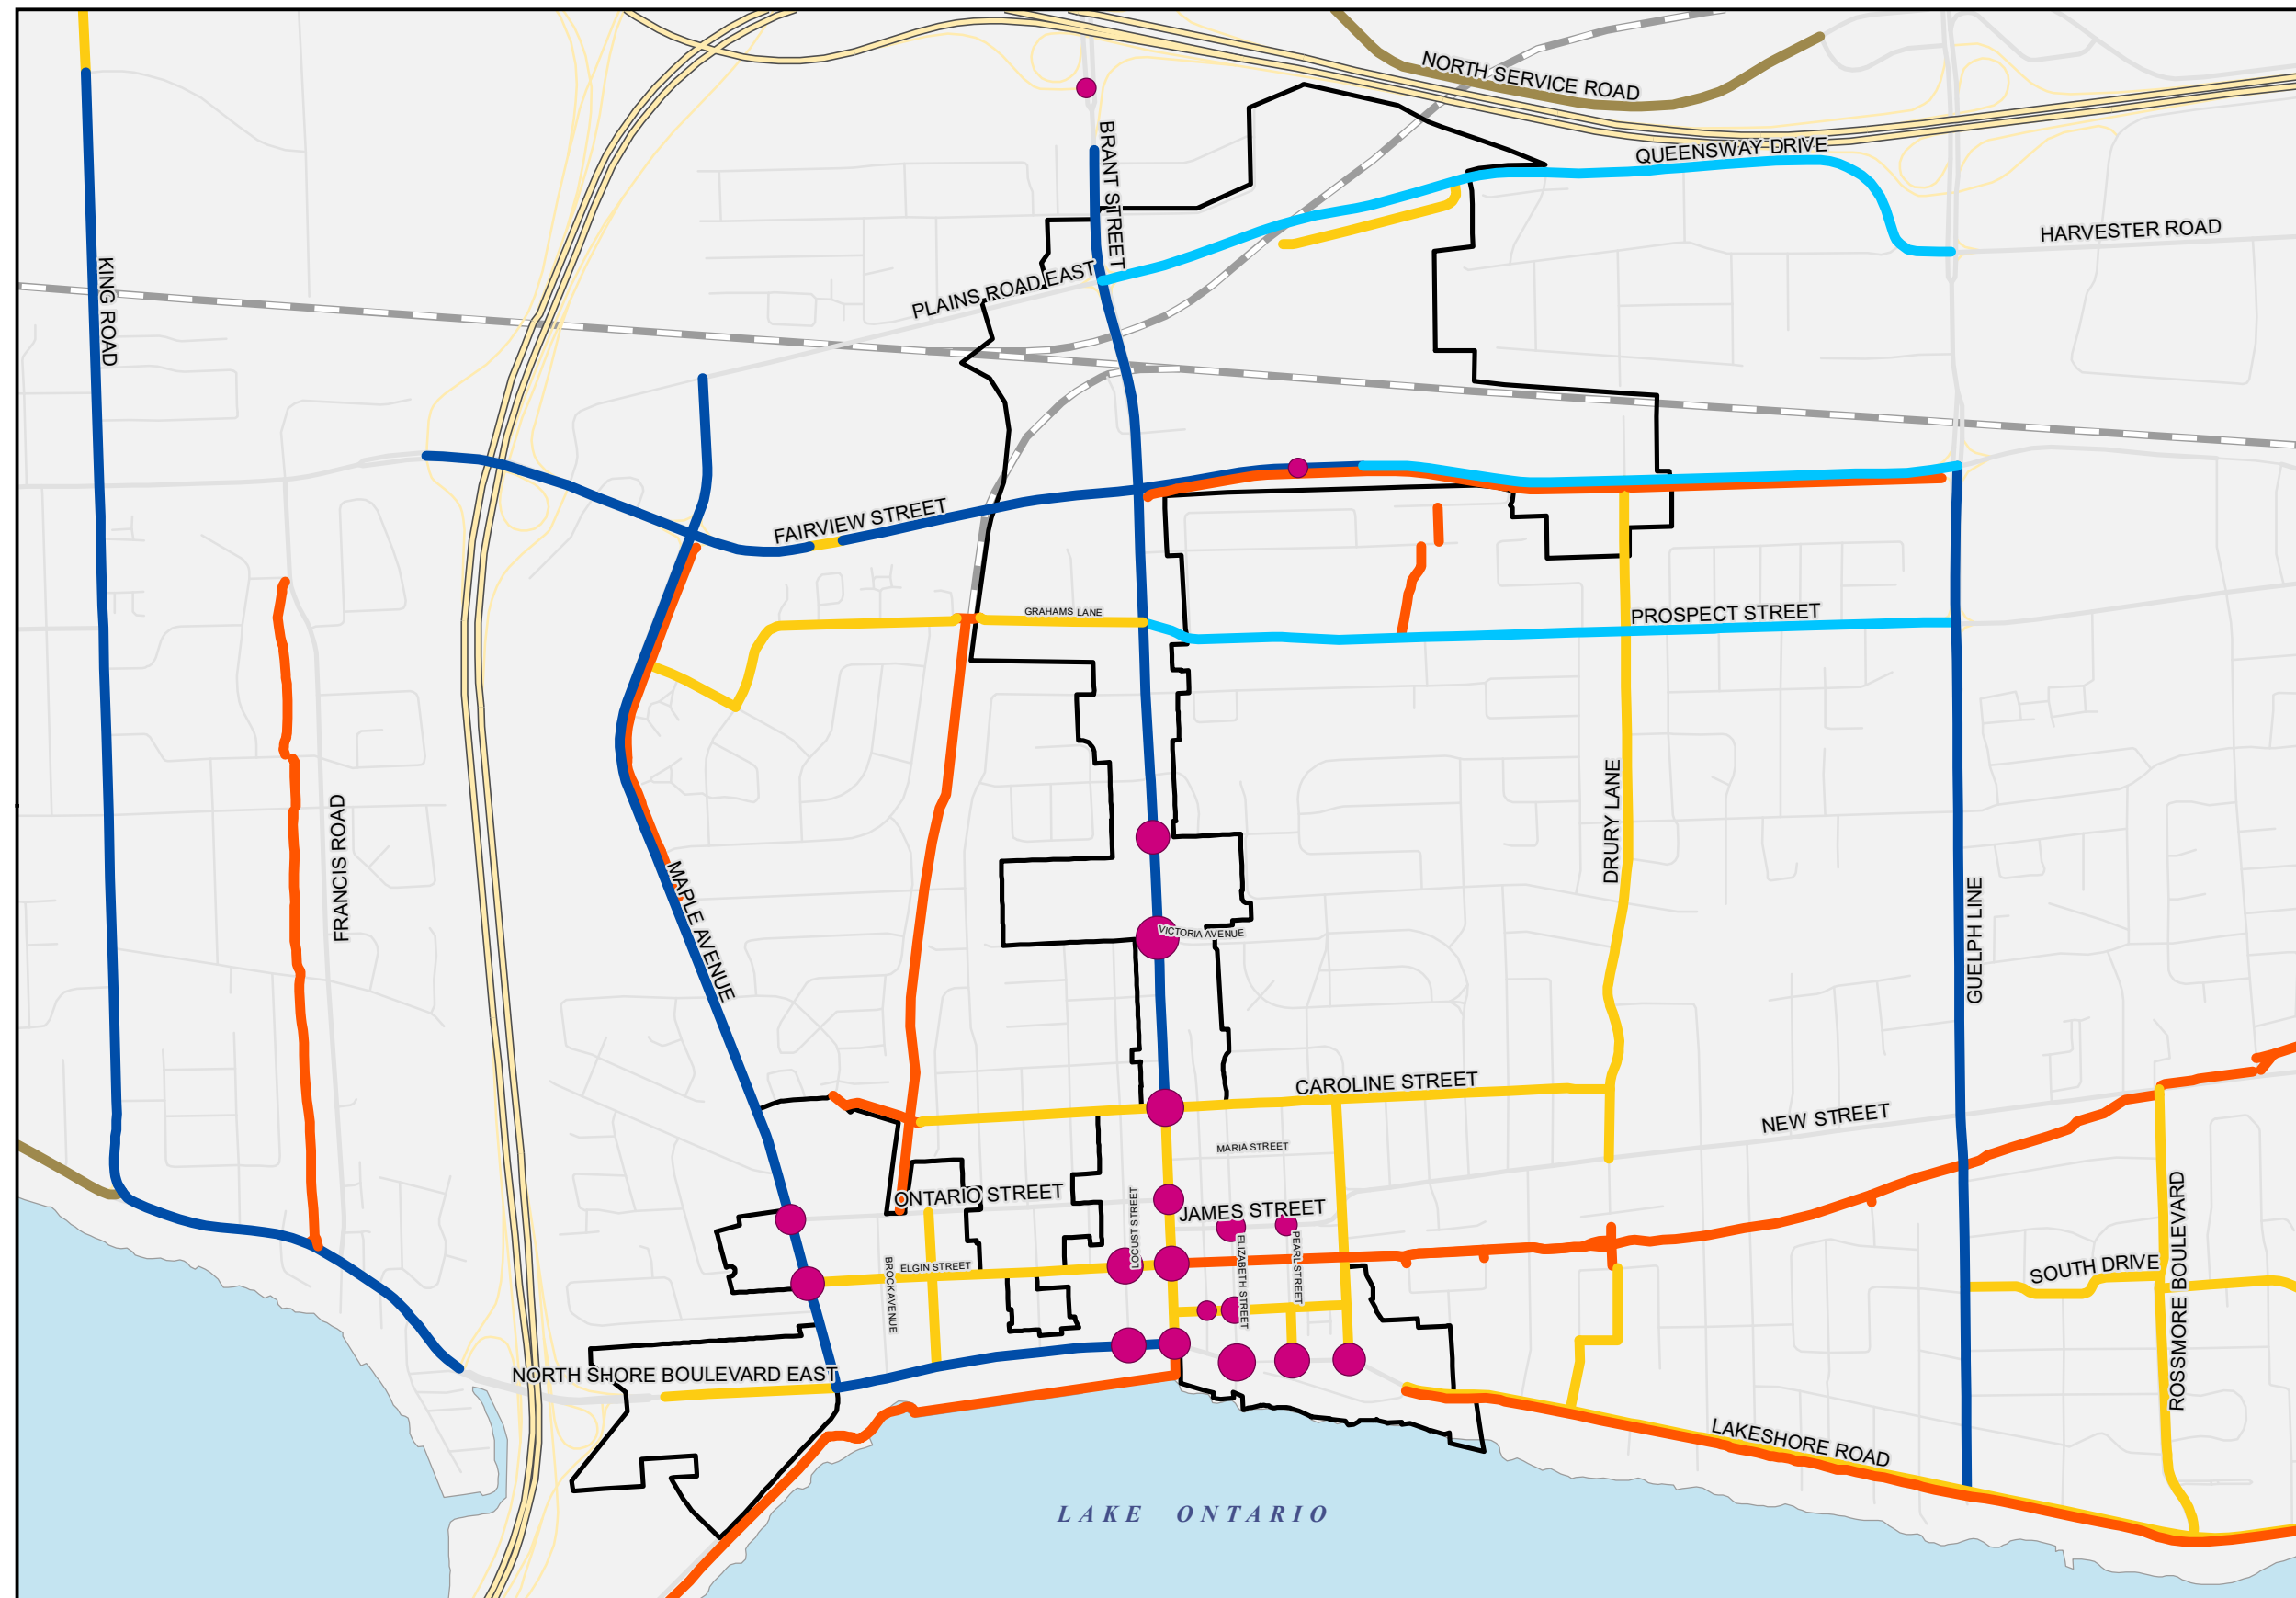 NORTH SERVICE ROAD
QUEENSWAY DRIVE
BRANT STREET
HARVESTER ROAD
PLAINS ROAD EAST
KING ROAD
FAIRVIEW STREET
GRAHAMS LANE
PROSPECT STREET
DRURY LANE
FRANCIS ROAD
MAPLE AVENUE
GUELPH LINE
VICTORIA AVENUE
CAROLINE STREET
NEW STREET
MARIA STREET
ONTARIO STREET
LOCUST STREET
JAMES STREET
ELIZABETH STREET
PEARL STREET
BROCK AVENUE
ELGIN STREET
SOUTH DRIVE
ROSSMORE BOULEVARD
NORTH SHORE BOULEVARD EAST
LAKESHORE ROAD
LAKE ONTARIO